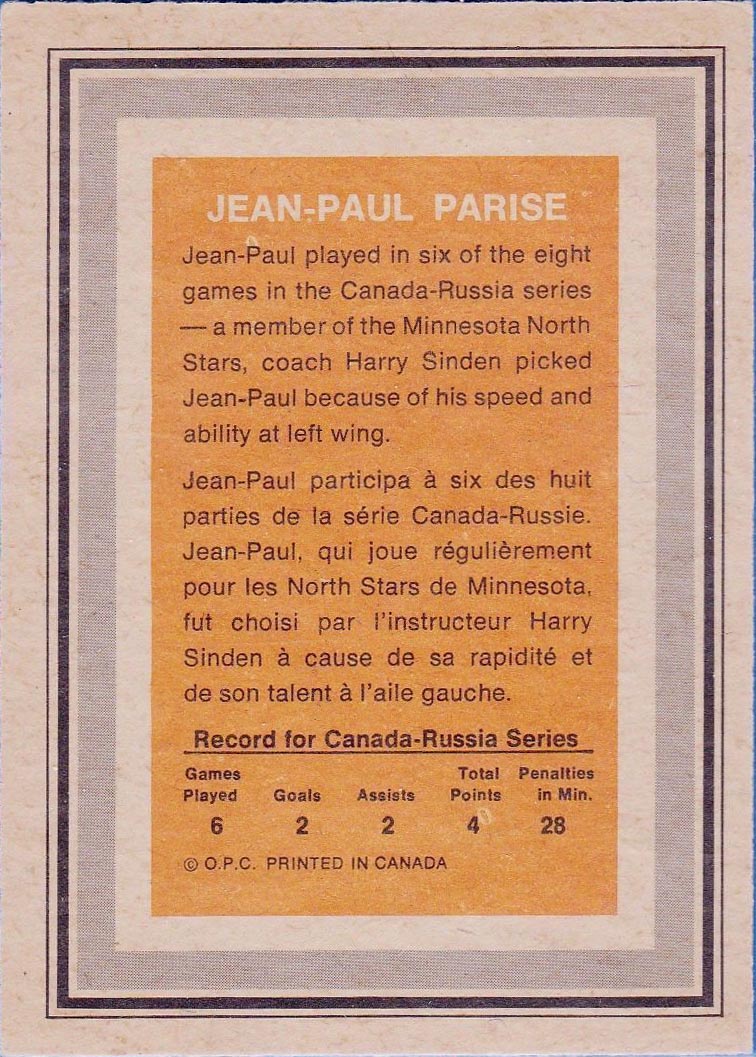 JEAN-PAUL PARISE
Jean-Paul played in six of the eight
games in the Canada-Russia series
— a member of the Minnesota North
Stars, coach Harry Sinden picked
Jean-Paul because of his speed and
ability at left wing.
Jean-Paul participa à six des huit
parties de la série Canada-Russie.
Jean-Paul, qui joue régulièrement
pour les North Stars de Minnesota,
fut choisi par l'instructeur Harry
Sinden à cause de sa rapidité et
de son talent à l'aile gauche.
Record for Canada-Russia Series
Games Played Goals Assists Total Points Penalties in Min.
6 2 2 4 28
© O.P.C. PRINTED IN CANADA